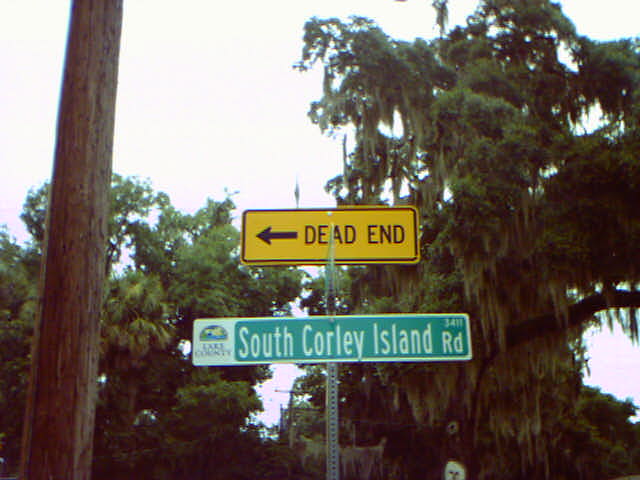 DEAD END
LAKE
COUNTY
South Corley Island Rd
3411